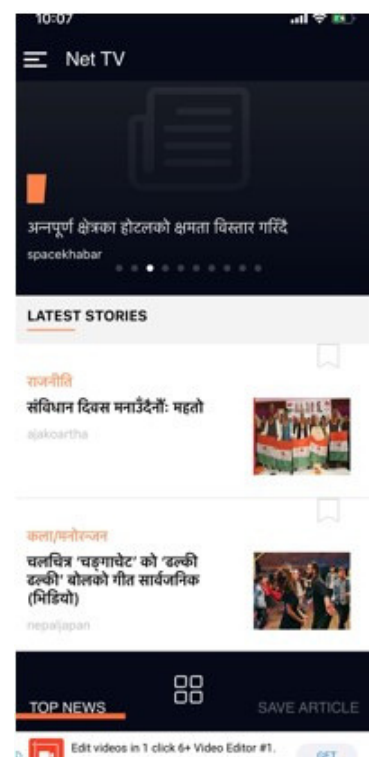 10:07
Net TV
अन्नपूर्ण क्षेत्रका होटलको क्षमता विस्तार गरिँदै
spacekhabar
LATEST STORIES
राजनीति
संविधान दिवस मनाउँदैनौंः महतो
ajakoartha
कला/मनोरन्जन
चलचित्र 'चङ्गाचेट' को 'ढल्की
ढल्की' बोलको गीत सार्वजनिक
(भिडियो)
nepaljapan
TOP NEWS
SAVE ARTICLE
Edit videos in 1 click 6+ Video Editor #1.
GET